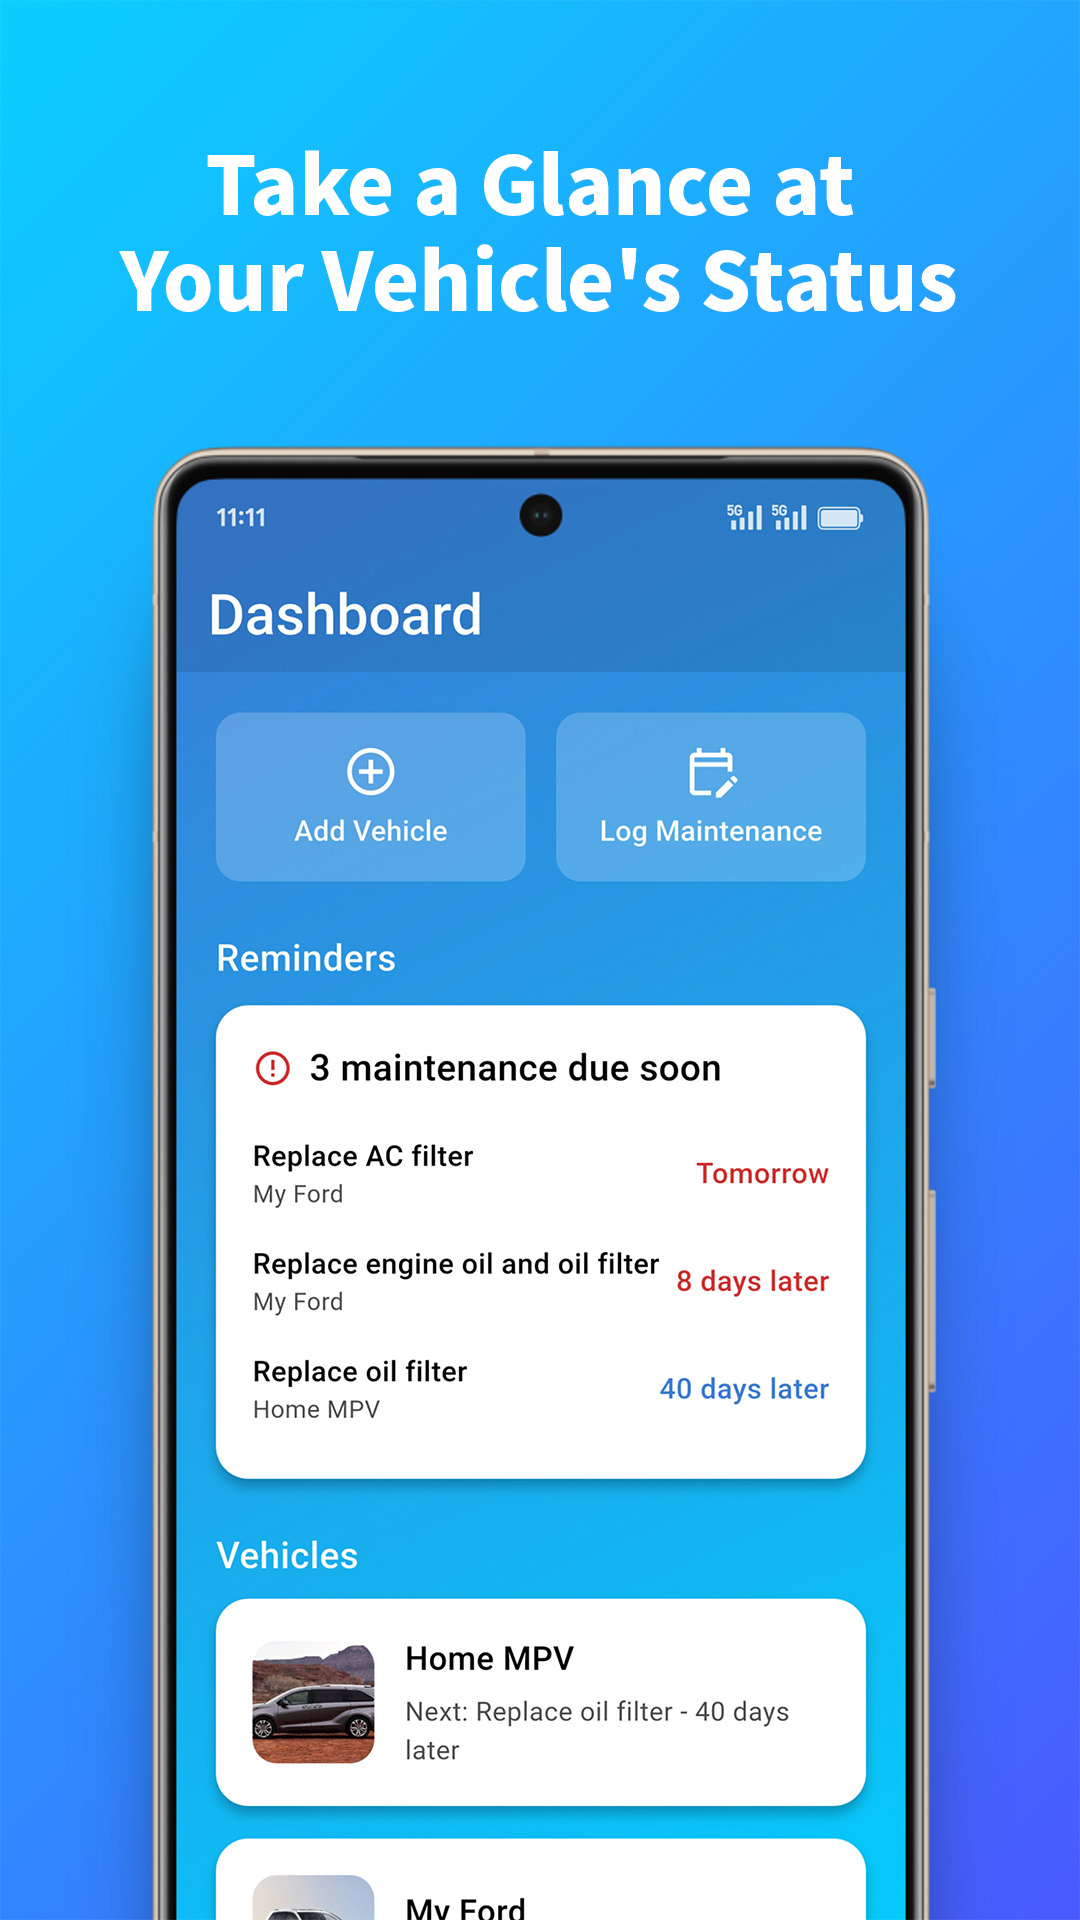 Take a Glance at
Your Vehicle's Status
11:11
5G 5G
Dashboard
Add Vehicle
Log Maintenance
Reminders
3 maintenance due soon
Replace AC filter
My Ford
Tomorrow
Replace engine oil and oil filter
My Ford
8 days later
Replace oil filter
Home MPV
40 days later
Vehicles
Home MPV
Next: Replace oil filter - 40 days
later
My Ford